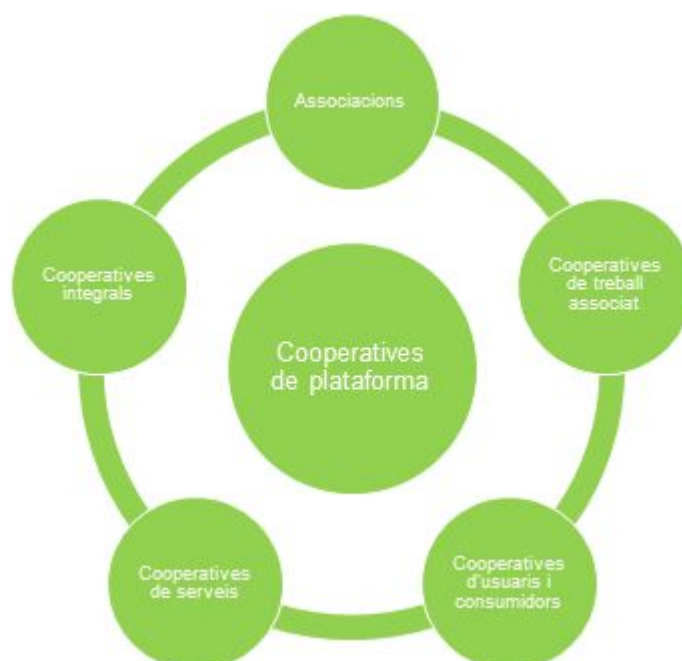 Associacions
Cooperatives
integrals
Cooperatives
de treball
associat
Cooperatives
de plataforma
Cooperatives
de serveis
Cooperatives
d'usuaris i
consumidors